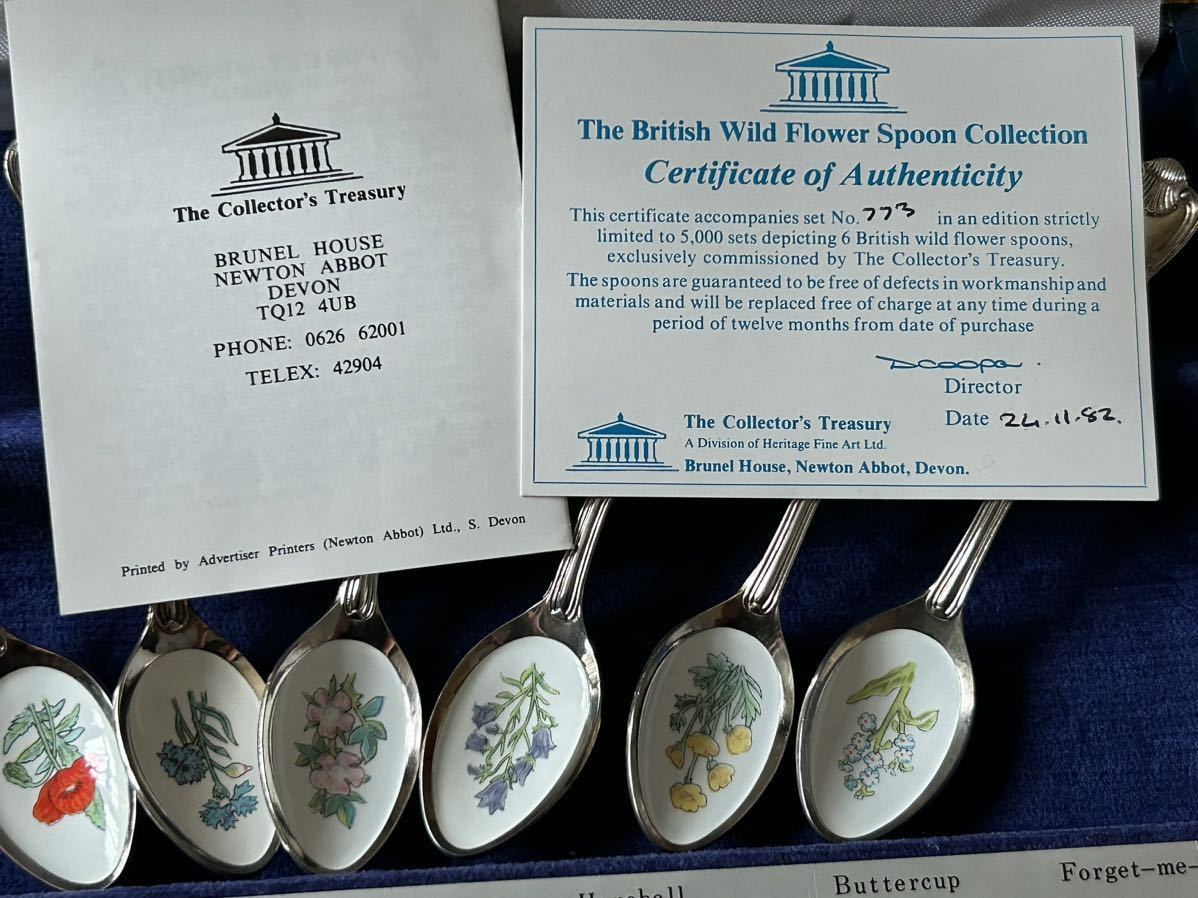 The Collector's Treasury
BRUNEL HOUSE
NEWTON ABBOT
DEVON
TQ12 4UB
PHONE: 0626 62001
TELEX: 42904
Printed by Advertiser Printers (Newton Abbot) Ltd., S. Devon
The British Wild Flower Spoon Collection
Certificate of Authenticity
This certificate accompanies set No. 773 in an edition strictly
limited to 5,000 sets depicting 6 British wild flower spoons,
exclusively commissioned by The Collector's Treasury.
The spoons are guaranteed to be free of defects in workmanship and
materials and will be replaced free of charge at any time during a
period of twelve months from date of purchase
Director
Date 24.11.82.
The Collector's Treasury
A Division of Heritage Fine Art Ltd.
Brunel House, Newton Abbot, Devon.
Buttercup
Forget-me-